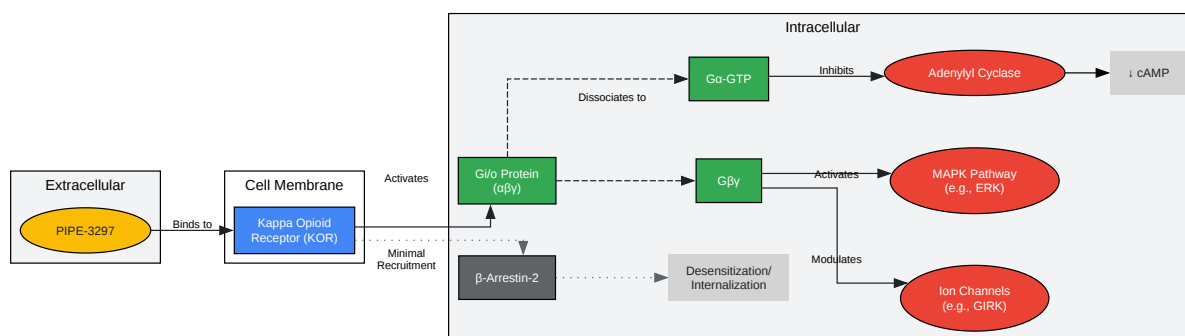 Intracellular
Gα-GTP
Inhibits
Adenylyl Cyclase
↓ cAMP
Dissociates to
Extracellular
PIPE-3297
Binds to
Cell Membrane
Kappa Opioid
Receptor (KOR)
Activates
Gi/o Protein
(αβγ)
Gβγ
Activates
MAPK Pathway
(e.g., ERK)
Minimal
Recruitment
β-Arrestin-2
Desensitization/
Internalization
Modulates
Ion Channels
(e.g., GIRK)